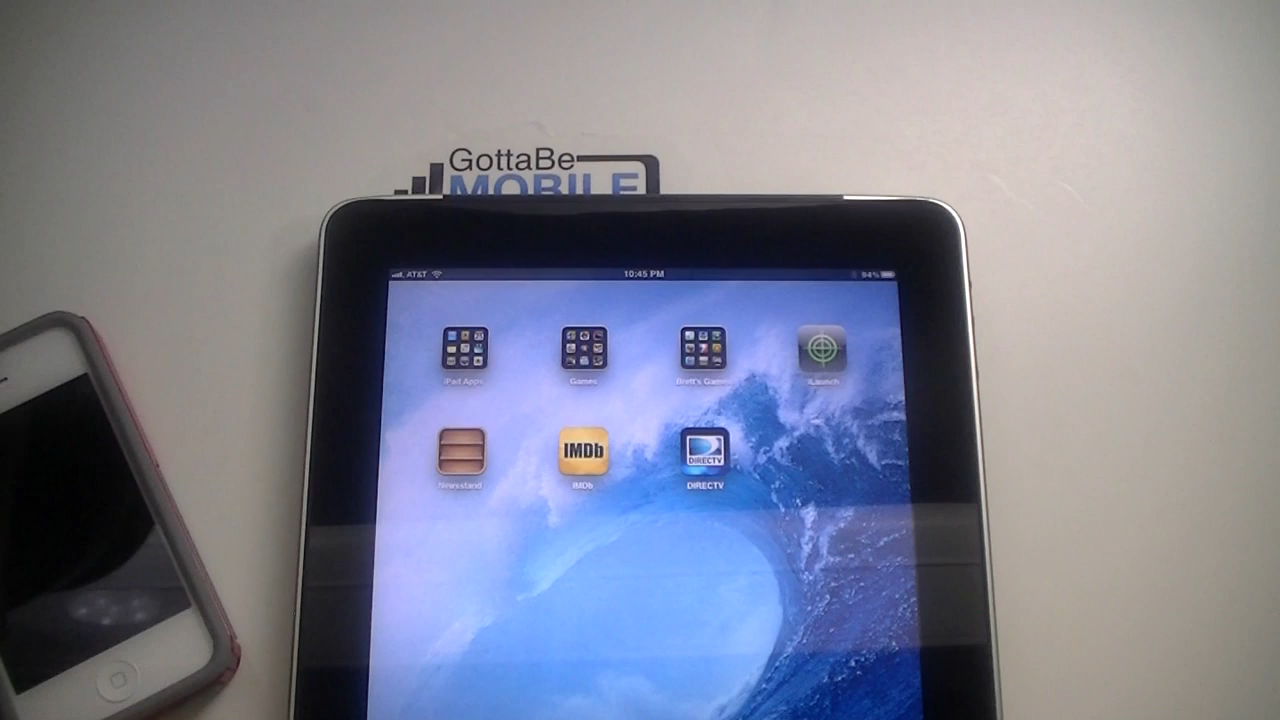 GottaBe
MOBILE
AT&T 10:45 PM 94%
iPad Apps Games Brett's Games iLaunch
Newsstand IMDb DIRECTV
IMDb DIRECTV